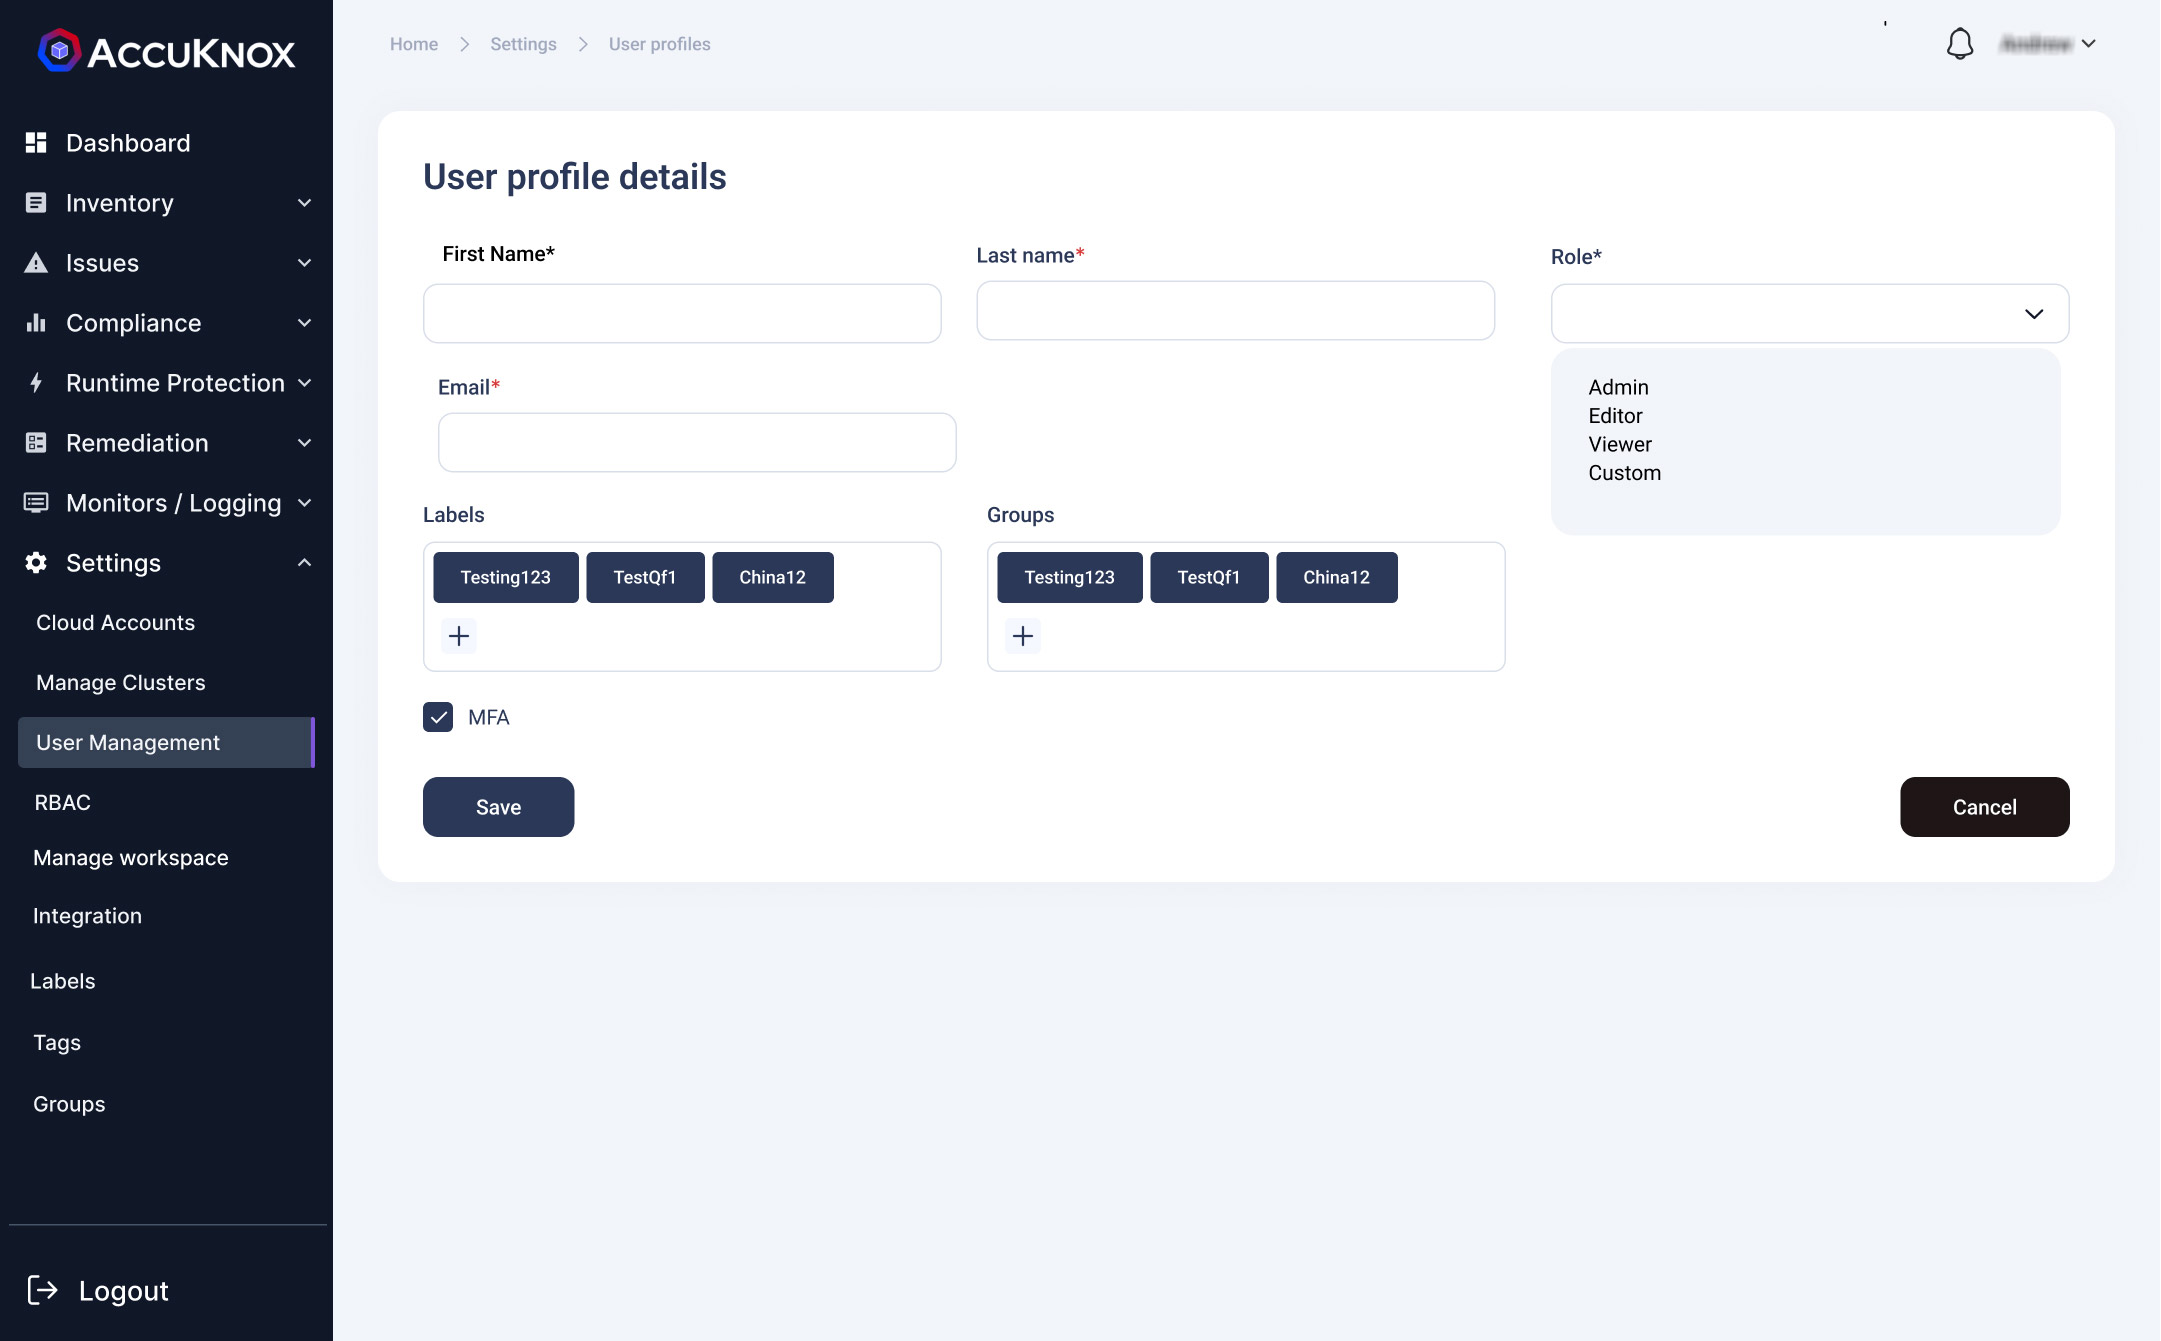 AccuKnox
Dashboard
Inventory
Issues
Compliance
Runtime Protection
Remediation
Monitors / Logging
Settings
Cloud Accounts
Manage Clusters
User Management
RBAC
Manage workspace
Integration
Labels
Tags
Groups
Logout
Home > Settings > User profiles
User profile details
First Name*
Last name*
Role*
Admin
Editor
Viewer
Custom
Email*
Labels
Testing123 TestQf1 China12
Groups
Testing123 TestQf1 China12
MFA
Save
Cancel